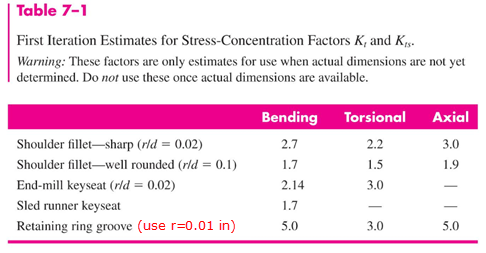 Table 7–1
First Iteration Estimates for Stress-Concentration Factors Kt and Kts.
Warning: These factors are only estimates for use when actual dimensions are not yet
determined. Do not use these once actual dimensions are available.
Bending Torsional Axial
Shoulder fillet—sharp (r/d = 0.02) 2.7 2.2 3.0
Shoulder fillet—well rounded (r/d = 0.1) 1.7 1.5 1.9
End-mill keyseat (r/d = 0.02) 2.14 3.0 —
Sled runner keyseat 1.7 — —
Retaining ring groove (use r=0.01 in) 5.0 3.0 5.0